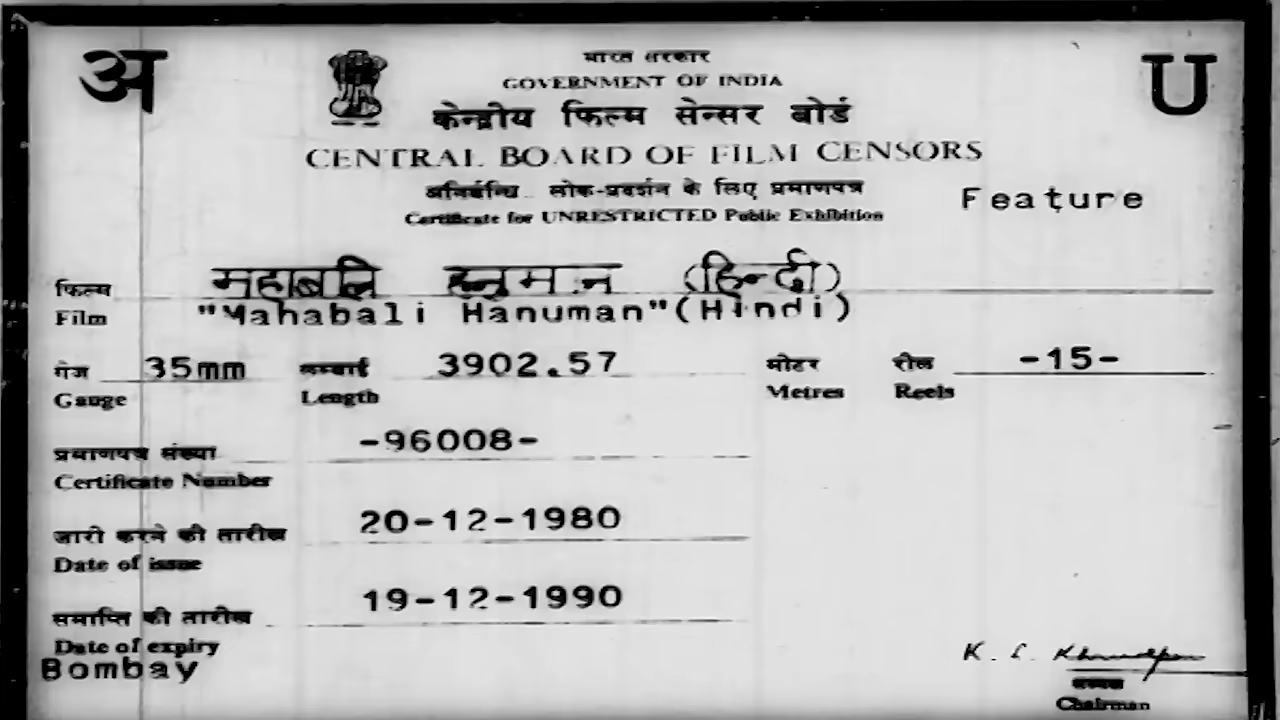 अ
U
भारत सरकार
GOVERNMENT OF INDIA
केन्द्रीय फिल्म सेन्सर बोर्ड
CENTRAL BOARD OF FILM CENSORS
लोक-प्रदर्शन के लिए प्रमाणपत्र
Certificate for UNRESTRICTED Public Exhibition
Feature
फिल्म महाबलि हनुमान (हिन्दी)
Film "Mahabali Hanuman" (Hindi)
गेज 35mm लम्बाई 3902.57 मीटर रील -15-
Gauge Length Metres Reels
प्रमाणपत्र संख्या -96008-
Certificate Number
जारी करने की तारीख 20-12-1980
Date of issue
समाप्ति की तारीख 19-12-1990
Date of expiry
Bombay
Chairman